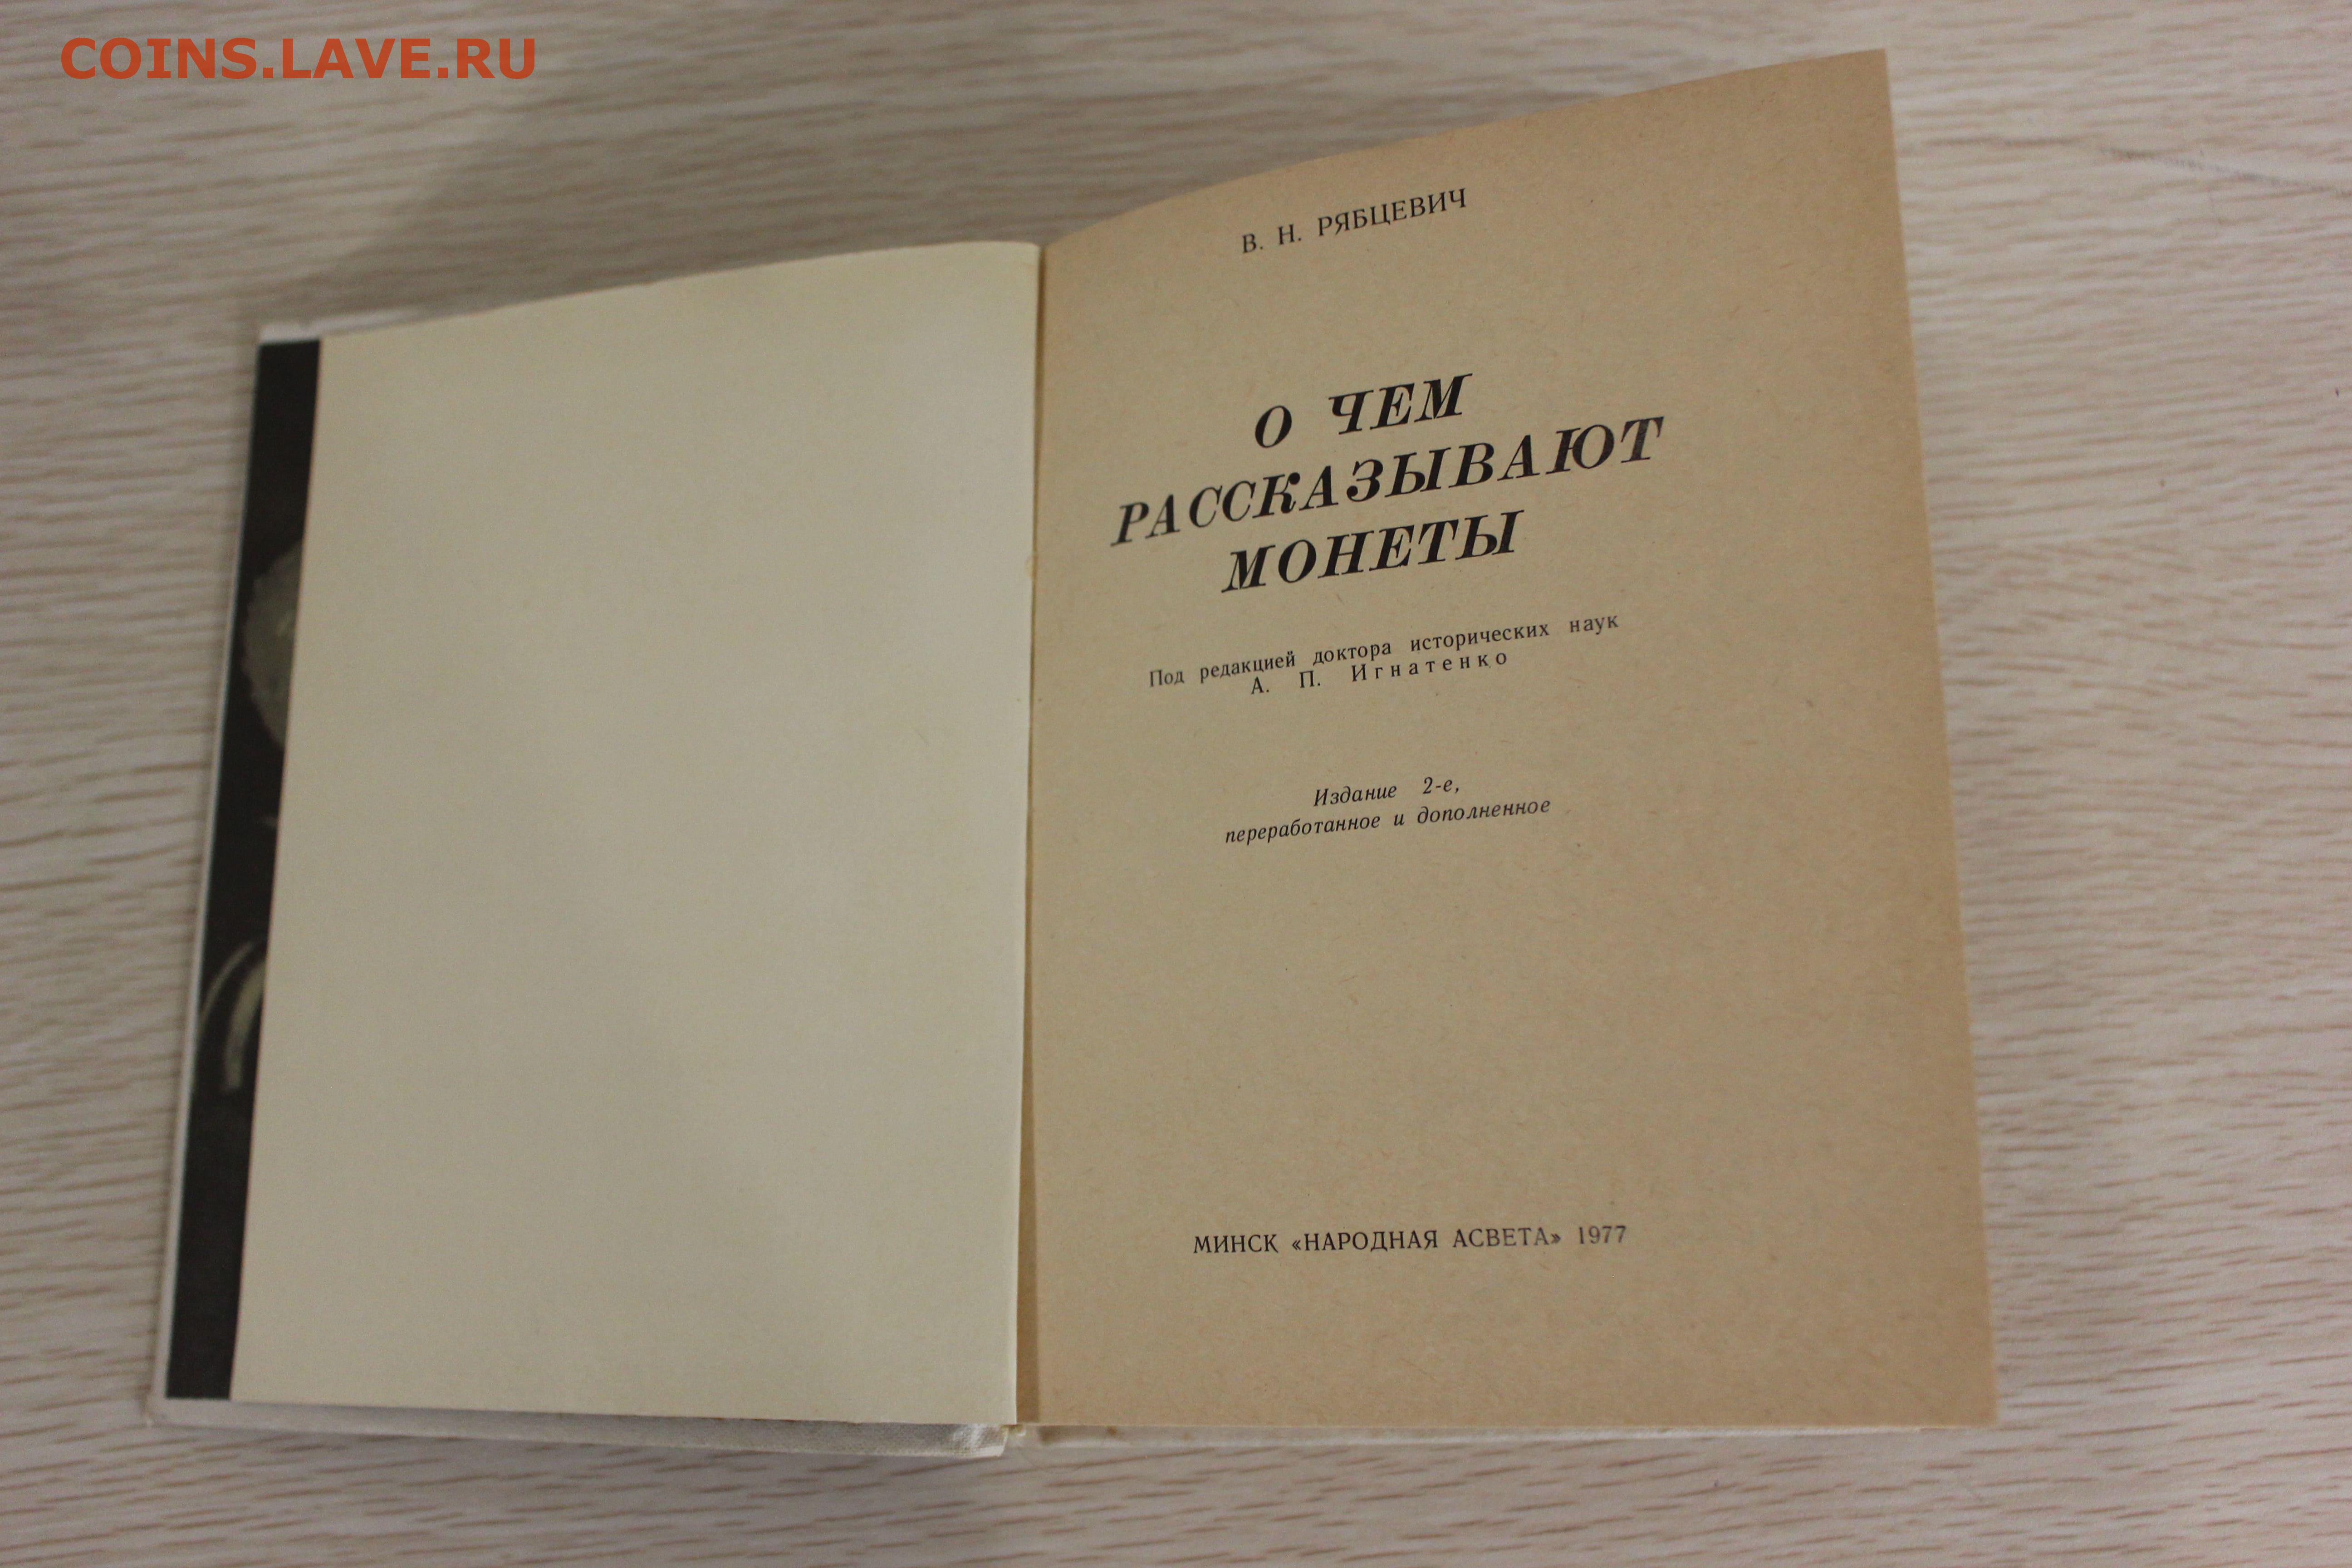 COINS.LAVE.RU
В. Н. РЯБЦЕВИЧ
О ЧЕМ
РАССКАЗЫВАЮТ
МОНЕТЫ
Под редакцией доктора исторических наук
А. П. Игнатенко
Издание 2-е,
переработанное и дополненное
МИНСК «НАРОДНАЯ АСВЕТА» 1977